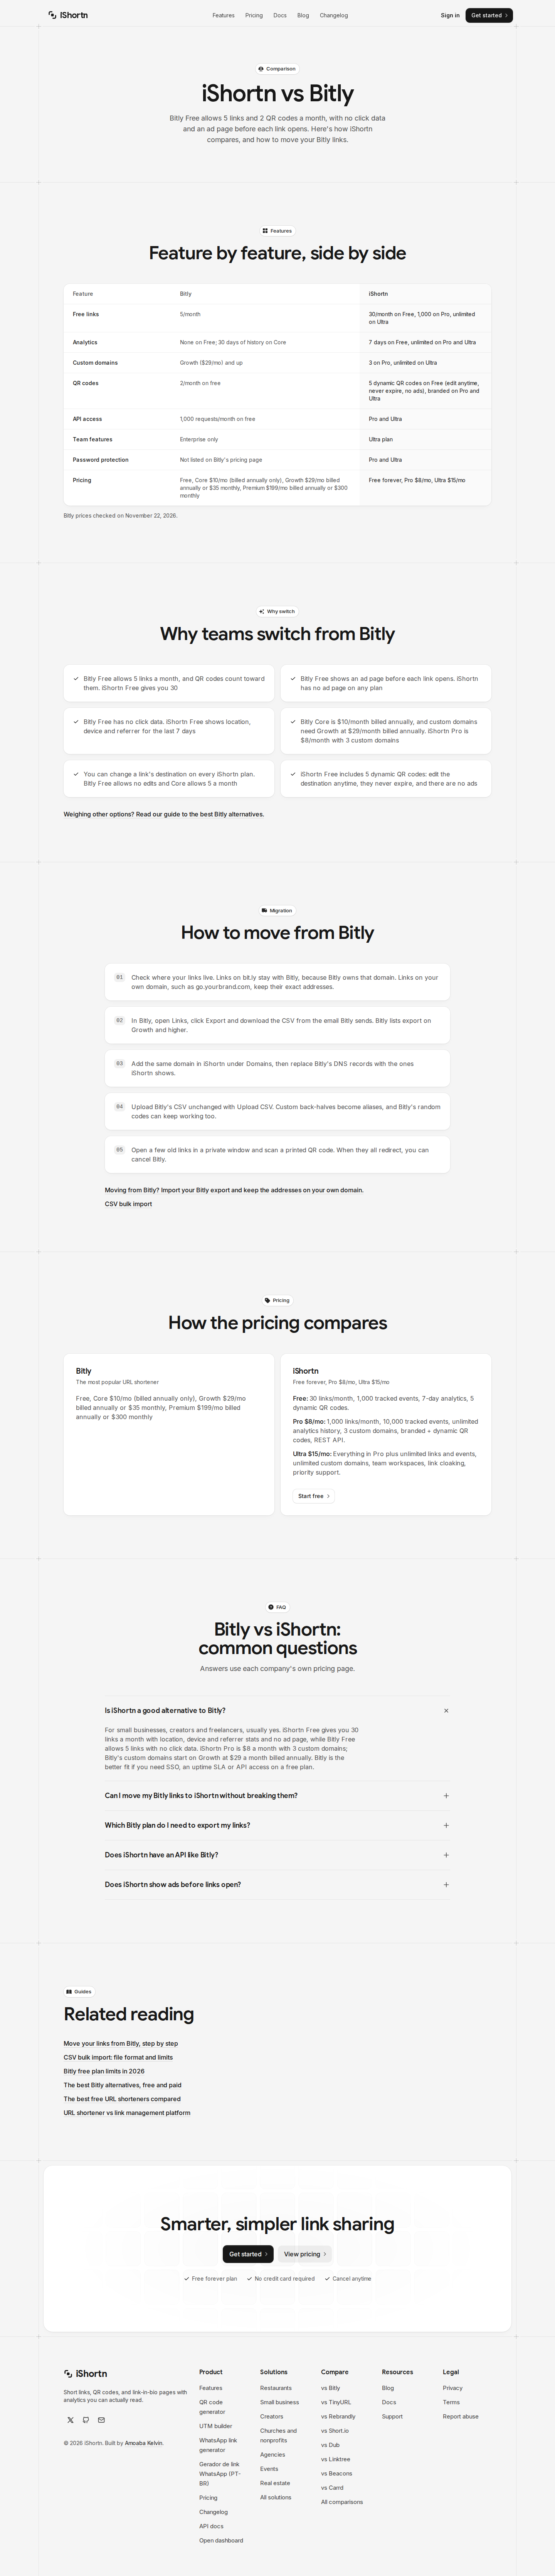 iShortn
Features
Pricing
Docs
Blog
Changelog
Sign in
Get started
Comparison
iShortn vs Bitly
Bitly Free allows 5 links and 2 QR codes a month, with no click data
and an ad page before each link opens. Here's how iShortn
compares, and how to move your Bitly links.
Features
Feature by feature, side by side
Feature
Bitly
iShortn
Free links
5/month
30/month on Free, 1,000 on Pro, unlimited
on Ultra
Analytics
None on Free; 30 days of history on Core
7 days on Free, unlimited on Pro and Ultra
Custom domains
Growth ($29/mo) and up
3 on Pro, unlimited on Ultra
QR codes
2/month on free
5 dynamic QR codes on Free (edit anytime,
never expire, no ads), branded on Pro and
Ultra
API access
1,000 requests/month on free
Pro and Ultra
Team features
Enterprise only
Ultra plan
Password protection
Not listed on Bitly's pricing page
Pro and Ultra
Pricing
Free, Core $10/mo (billed annually only), Growth $29/mo billed
annually or $35 monthly, Premium $199/mo billed annually or $300
monthly
Free forever, Pro $8/mo, Ultra $15/mo
Bitly prices checked on November 22, 2026.
Why switch
Why teams switch from Bitly
Bitly Free allows 5 links a month, and QR codes count toward
them. iShortn Free gives you 30
Bitly Free shows an ad page before each link opens. iShortn
has no ad page on any plan
Bitly Free has no click data. iShortn Free shows location,
device and referrer for the last 7 days
Bitly Core is $10/month billed annually, and custom domains
need Growth at $29/month billed annually. iShortn Pro is
$8/month with 3 custom domains
You can change a link's destination on every iShortn plan.
Bitly Free allows no edits and Core allows 5 a month
iShortn Free includes 5 dynamic QR codes: edit the
destination anytime, they never expire, and there are no ads
Weighing other options? Read our guide to the best Bitly alternatives.
Migration
How to move from Bitly
01
Check where your links live. Links on bit.ly stay with Bitly, because Bitly owns that domain. Links on your
own domain, such as go.yourbrand.com, keep their exact addresses.
02
In Bitly, open Links, click Export and download the CSV from the email Bitly sends. Bitly lists export on
Growth and higher.
03
Add the same domain in iShortn under Domains, then replace Bitly's DNS records with the ones
iShortn shows.
04
Upload Bitly's CSV unchanged with Upload CSV. Custom back-halves become aliases, and Bitly's random
codes can keep working too.
05
Open a few old links in a private window and scan a printed QR code. When they all redirect, you can
cancel Bitly.
Moving from Bitly? Import your Bitly export and keep the addresses on your own domain.
CSV bulk import
Pricing
How the pricing compares
Bitly
The most popular URL shortener
Free, Core $10/mo (billed annually only), Growth $29/mo
billed annually or $35 monthly, Premium $199/mo billed
annually or $300 monthly
iShortn
Free forever, Pro $8/mo, Ultra $15/mo
Free: 30 links/month, 1,000 tracked events, 7-day analytics, 5
dynamic QR codes.
Pro $8/mo: 1,000 links/month, 10,000 tracked events, unlimited
analytics history, 3 custom domains, branded + dynamic QR
codes, REST API.
Ultra $15/mo: Everything in Pro plus unlimited links and events,
unlimited custom domains, team workspaces, link cloaking,
priority support.
Start free
FAQ
Bitly vs iShortn:
common questions
Answers use each company's own pricing page.
Is iShortn a good alternative to Bitly?
For small businesses, creators and freelancers, usually yes. iShortn Free gives you 30
links a month with location, device and referrer stats and no ad page, while Bitly Free
allows 5 links with no click data. iShortn Pro is $8 a month with 3 custom domains;
Bitly's custom domains start on Growth at $29 a month billed annually. Bitly is the
better fit if you need SSO, an uptime SLA or API access on a free plan.
Can I move my Bitly links to iShortn without breaking them?
Which Bitly plan do I need to export my links?
Does iShortn have an API like Bitly?
Does iShortn show ads before links open?
Guides
Related reading
Move your links from Bitly, step by step
CSV bulk import: file format and limits
Bitly free plan limits in 2026
The best Bitly alternatives, free and paid
The best free URL shorteners compared
URL shortener vs link management platform
Smarter, simpler link sharing
Get started
View pricing
Free forever plan
No credit card required
Cancel anytime
iShortn
Short links, QR codes, and link-in-bio pages with
analytics you can actually read.
© 2026 iShortn. Built by Amoaba Kelvin.
Product
Features
QR code
generator
UTM builder
WhatsApp link
generator
Gerador de link
WhatsApp (PT-
BR)
Pricing
Changelog
API docs
Open dashboard
Solutions
Restaurants
Small business
Creators
Churches and
nonprofits
Agencies
Events
Real estate
All solutions
Compare
vs Bitly
vs TinyURL
vs Rebrandly
vs Short.io
vs Dub
vs Linktree
vs Beacons
vs Carrd
All comparisons
Resources
Blog
Docs
Support
Legal
Privacy
Terms
Report abuse